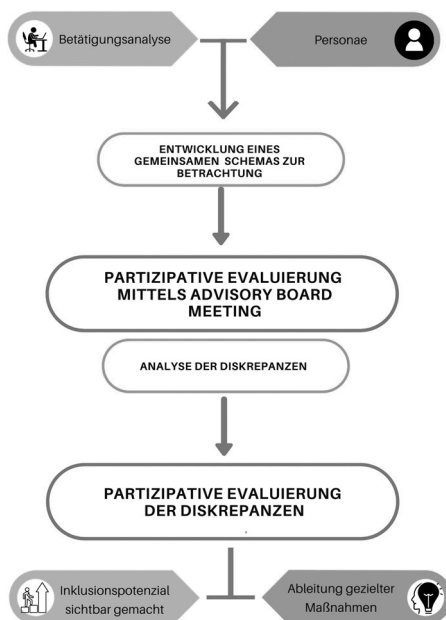 Betätigungsanalyse
Personae
ENTWICKLUNG EINES
GEMEINSAMEN SCHEMAS ZUR
BETRACHTUNG
PARTIZIPATIVE EVALUIERUNG
MITTELS ADVISORY BOARD
MEETING
ANALYSE DER DISKREPANZEN
PARTIZIPATIVE EVALUIERUNG
DER DISKREPANZEN
Inklusionspotenzial
sichtbar gemacht
Ableitung gezielter
Maßnahmen